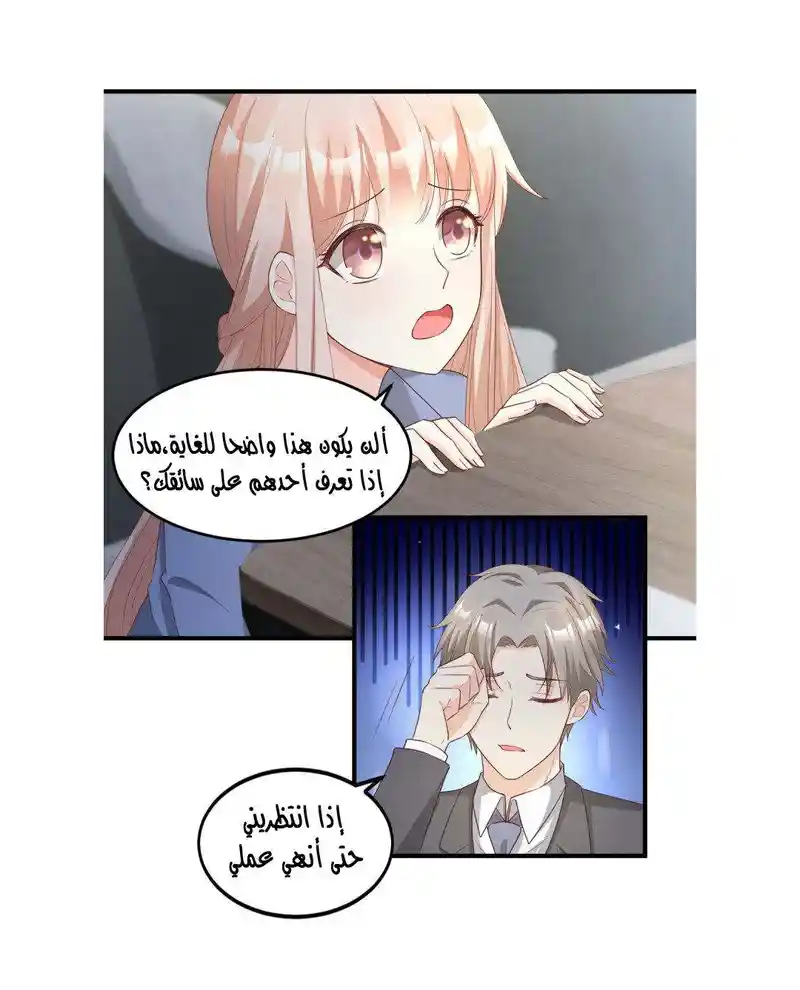 ألن يكون هذا واضحا للغاية،ماذا
إذا تعرف أحدهم على سائقك؟
إذا انتظريني
حتى أنهي عملي